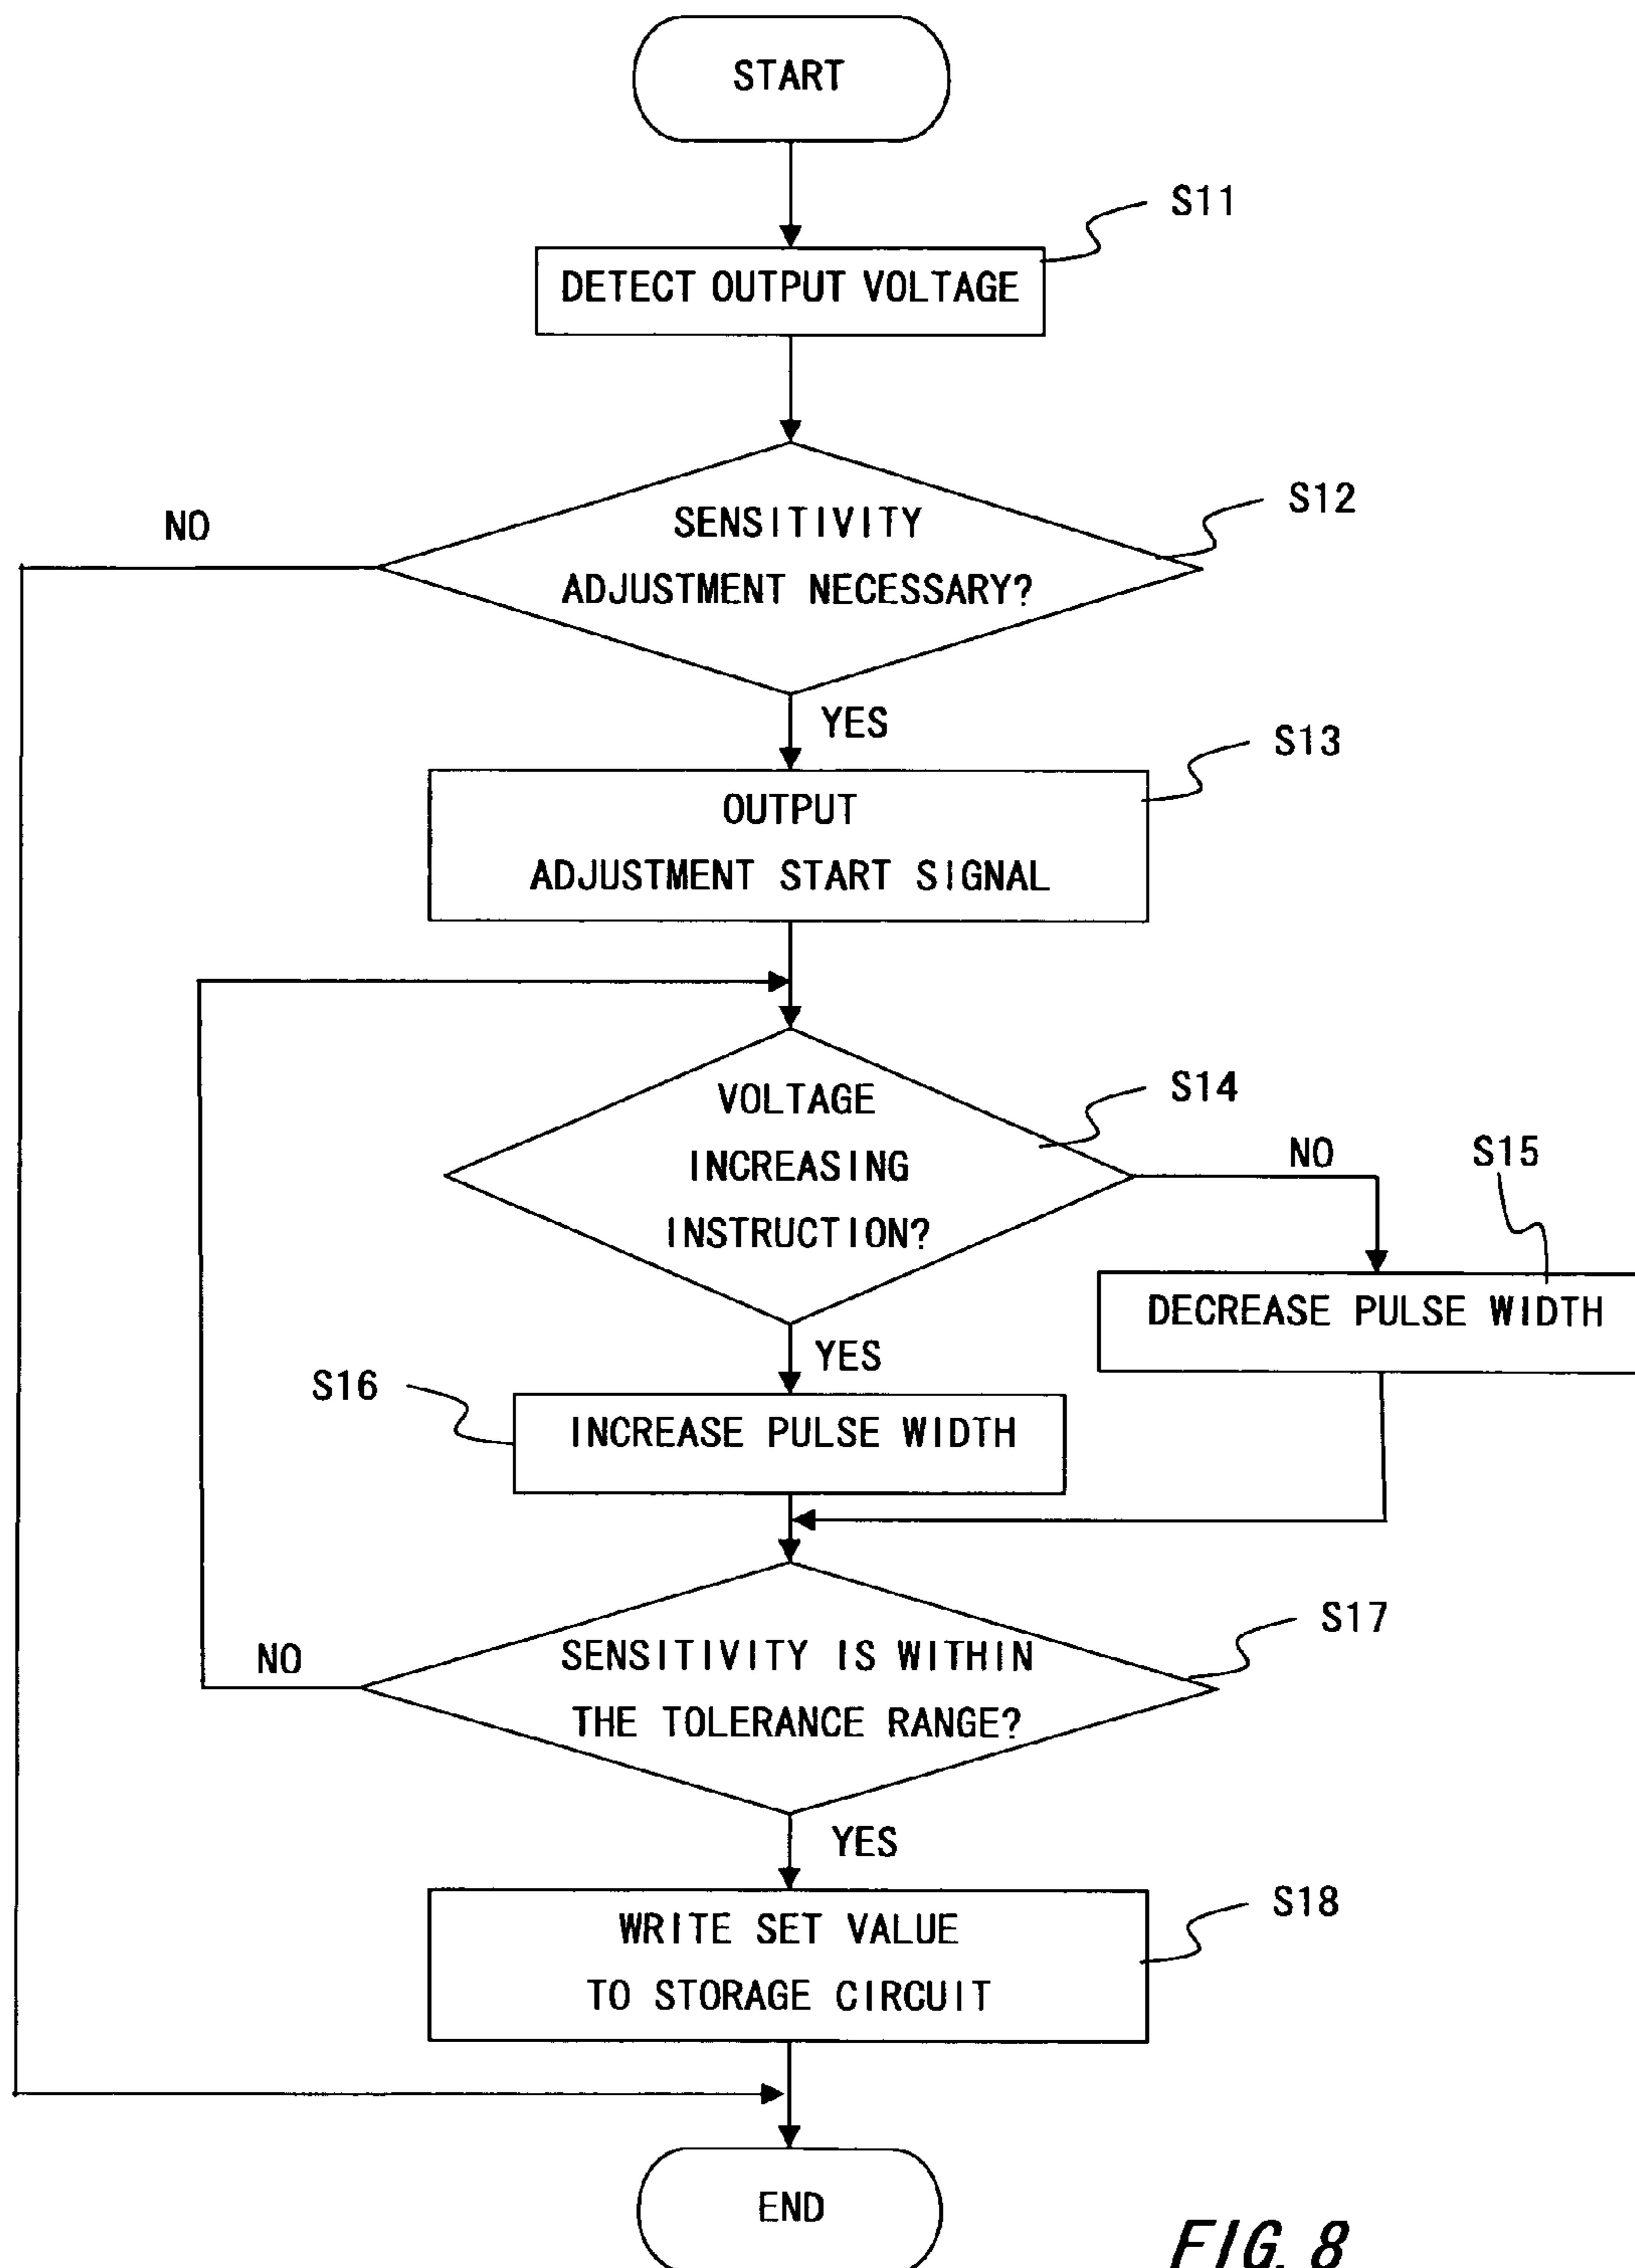 START
S11
DETECT OUTPUT VOLTAGE
S12
NO
SENSITIVITY
ADJUSTMENT NECESSARY?
YES
S13
OUTPUT
ADJUSTMENT START SIGNAL
S14
VOLTAGE
INCREASING
INSTRUCTION?
NO
S15
DECREASE PULSE WIDTH
YES
S16
INCREASE PULSE WIDTH
S17
NO
SENSITIVITY IS WITHIN
THE TOLERANCE RANGE?
YES
S18
WRITE SET VALUE
TO STORAGE CIRCUIT
END
FIG. 8